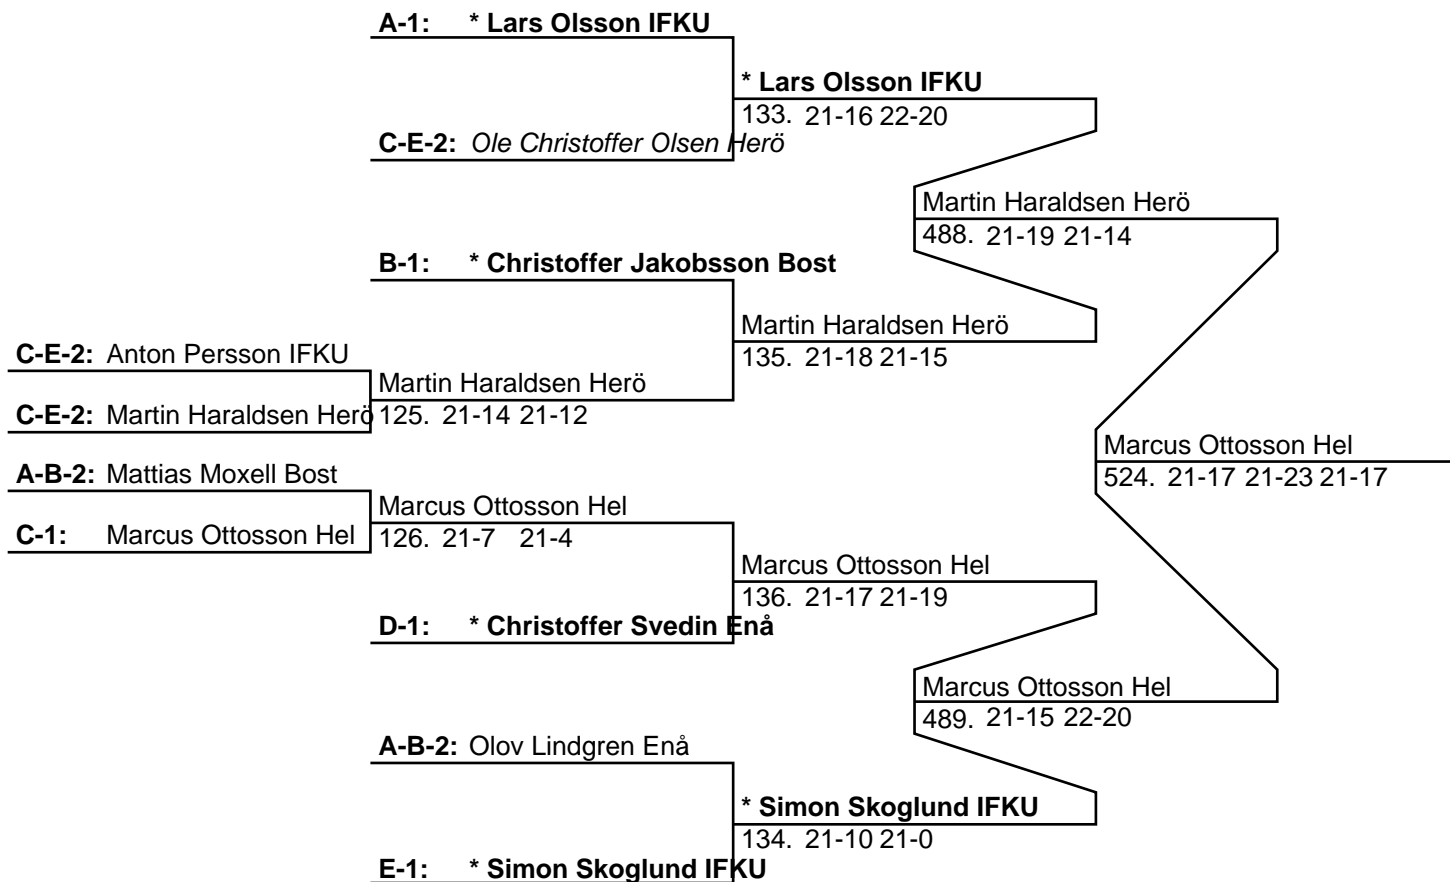 A-1: * Lars Olsson IFKU
* Lars Olsson IFKU
133. 21-16 22-20
C-E-2: Ole Christoffer Olsen Herö
Martin Haraldsen Herö
488. 21-19 21-14
B-1: * Christoffer Jakobsson Bost
Martin Haraldsen Herö
135. 21-18 21-15
C-E-2: Anton Persson IFKU
Martin Haraldsen Herö
C-E-2: Martin Haraldsen Herö
125. 21-14 21-12
Marcus Ottosson Hel
524. 21-17 21-23 21-17
A-B-2: Mattias Moxell Bost
Marcus Ottosson Hel
C-1: Marcus Ottosson Hel
126. 21-7 21-4
Marcus Ottosson Hel
136. 21-17 21-19
D-1: * Christoffer Svedin Enå
Marcus Ottosson Hel
489. 21-15 22-20
A-B-2: Olov Lindgren Enå
* Simon Skoglund IFKU
134. 21-10 21-0
E-1: * Simon Skoglund IFKU